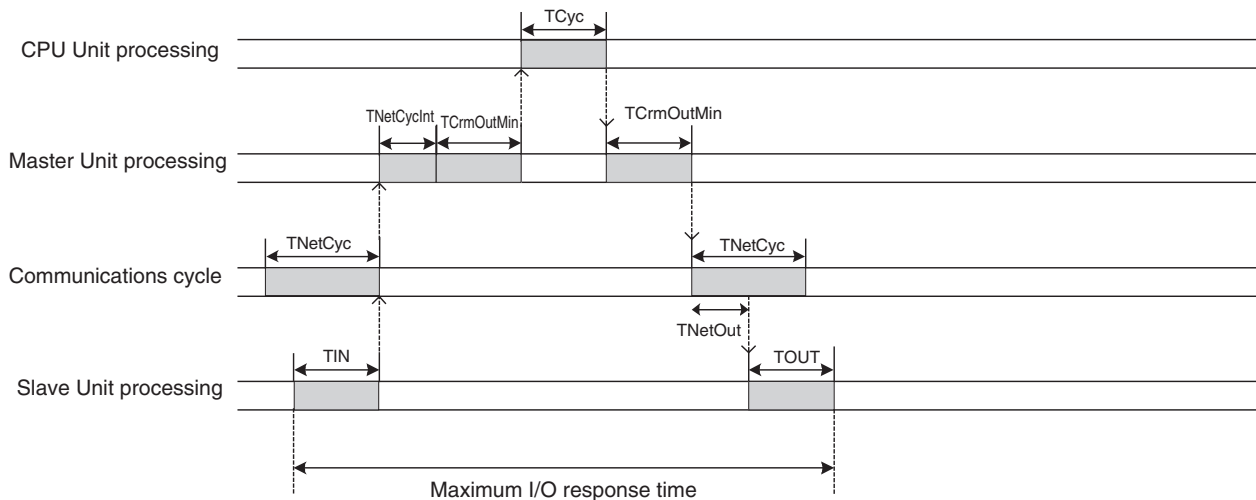 TCyc
CPU Unit processing
TNetCycInt
TCrmOutMin
TCrmOutMin
Master Unit processing
TNetCyc
TNetCyc
Communications cycle
TNetOut
TIN
TOUT
Slave Unit processing
Maximum I/O response time